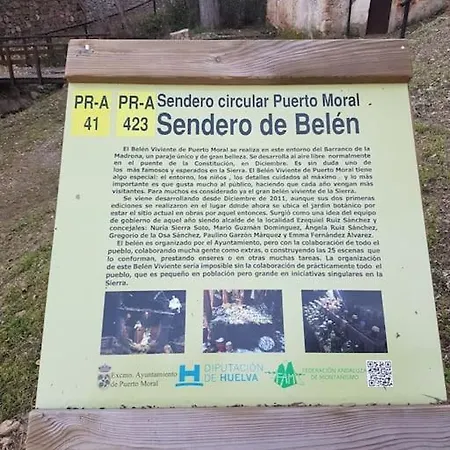 PR-A 41
PR-A 423
Sendero circular Puerto Moral
Sendero de Belén
El Belén Viviente de Puerto Moral se realiza en este entorno del Barranco de la
Madrona, un paraje único y de gran belleza. Se desarrolla al aire libre normalmente
en el puente de la Constitución, en Diciembre. Es sin duda uno de
los más famosos y esperados en la Sierra. El Belén Viviente de Puerto Moral tiene
algo especial: el entorno, los niños , los detalles cuidados al máximo , y lo más
importante es que gusta mucho al público, haciendo que cada año vengan más
visitantes. Para muchos es considerado ya el gran belén viviente de la Sierra.
Se viene desarrollando desde Diciembre de 2011, aunque sus dos primeras
ediciones se realizaron en el lugar donde ahora se ubica el jardín botánico por
estar el sitio actual en obras por aquel entonces. Surgió como una idea del equipo
de gobierno de aquel año siendo alcalde de la localidad Ezequiel Ruiz Sánchez y
concejales: Nuria Sierra Solo, Mario Guzmán Domínguez, Ángela Ruiz Sánchez,
Gregorio de la Osa Sánchez, Paulino Garzón Márquez y Emma Fernández Álvarez.
El belén es organizado por el Ayuntamiento, pero con la colaboración de todo el
pueblo, colaborando mucha gente como extras, o construyendo las 25 escenas que
lo conforman, prestando enseres o en otras muchas tareas. La organización
de este Belén Viviente sería imposible sin la colaboración de prácticamente todo el
pueblo, que es pequeño en población pero grande en iniciativas singulares en la
Sierra.
Excmo. Ayuntamiento
de Puerto Moral
DIPUTACIÓN
DE HUELVA
FAM
FEDERACIÓN ANDALUZA
DE MONTAÑISMO